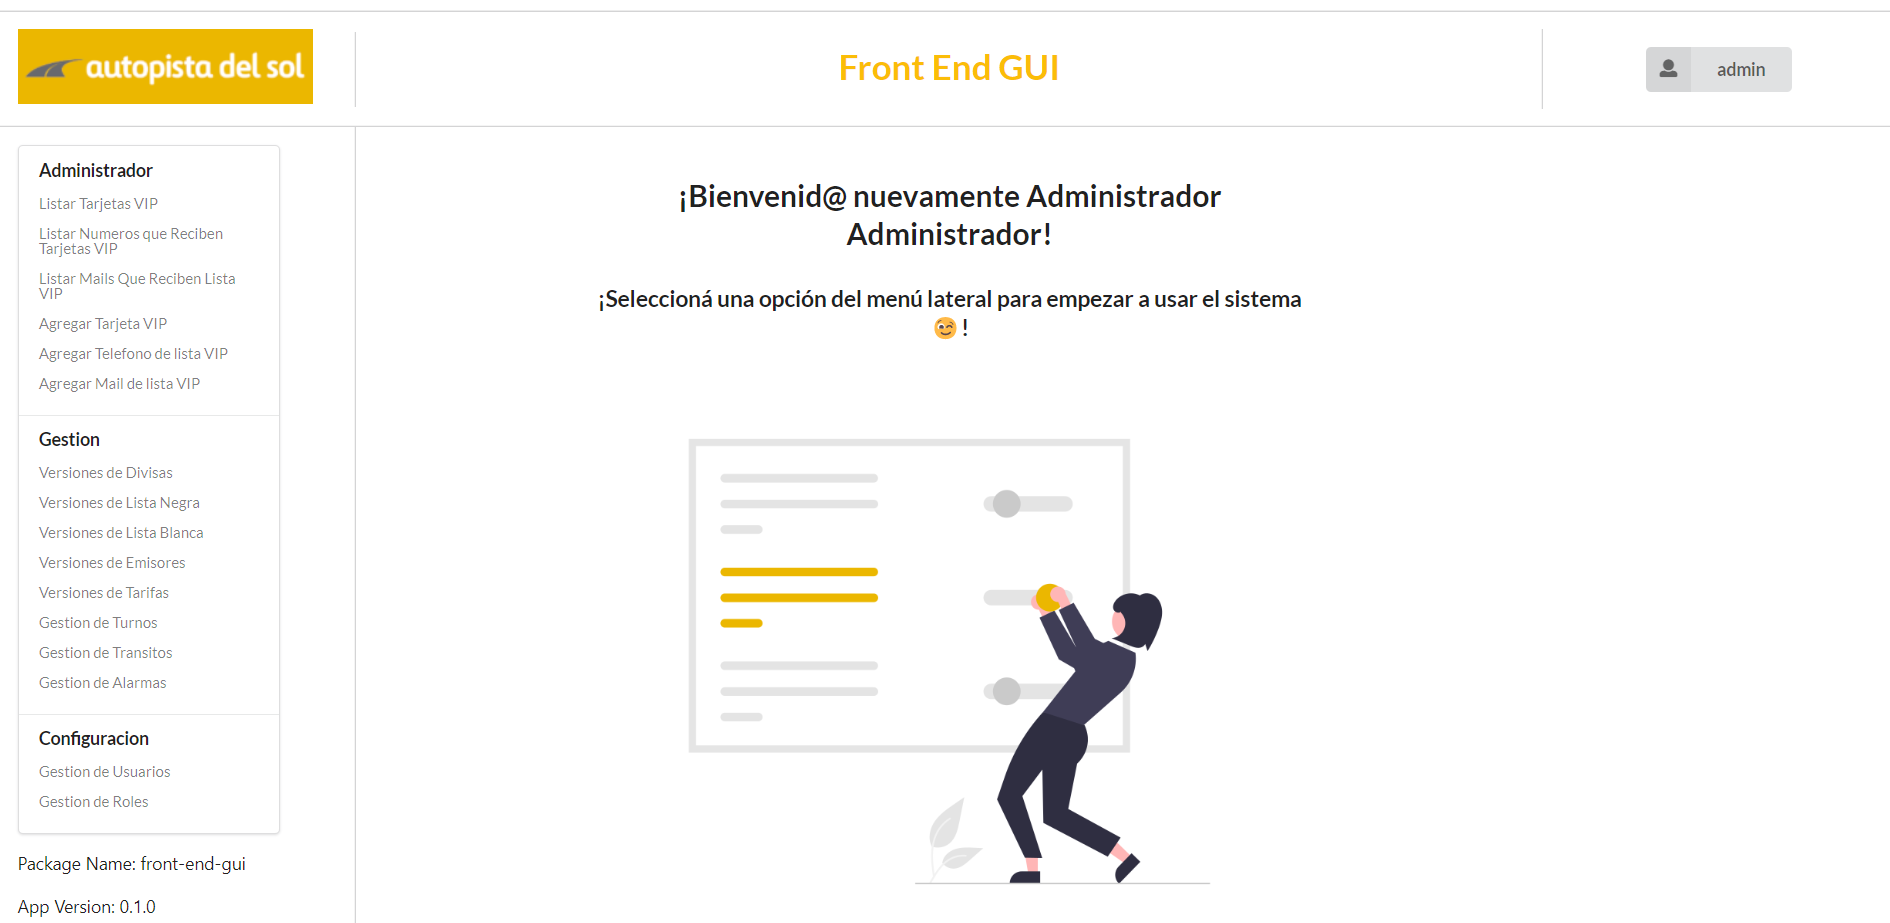 autopista del sol
Front End GUI
admin
Administrador
Listar Tarjetas VIP
Listar Numeros que Reciben
Tarjetas VIP
Listar Mails Que Reciben Lista
VIP
Agregar Tarjeta VIP
Agregar Telefono de lista VIP
Agregar Mail de lista VIP
Gestion
Versiones de Divisas
Versiones de Lista Negra
Versiones de Lista Blanca
Versiones de Emisores
Versiones de Tarifas
Gestion de Turnos
Gestion de Transitos
Gestion de Alarmas
Configuracion
Gestion de Usuarios
Gestion de Roles
Package Name: front-end-gui
App Version: 0.1.0
¡Bienvenid@ nuevamente Administrador
Administrador!
¡Seleccioná una opción del menú lateral para empezar a usar el sistema
😉 !